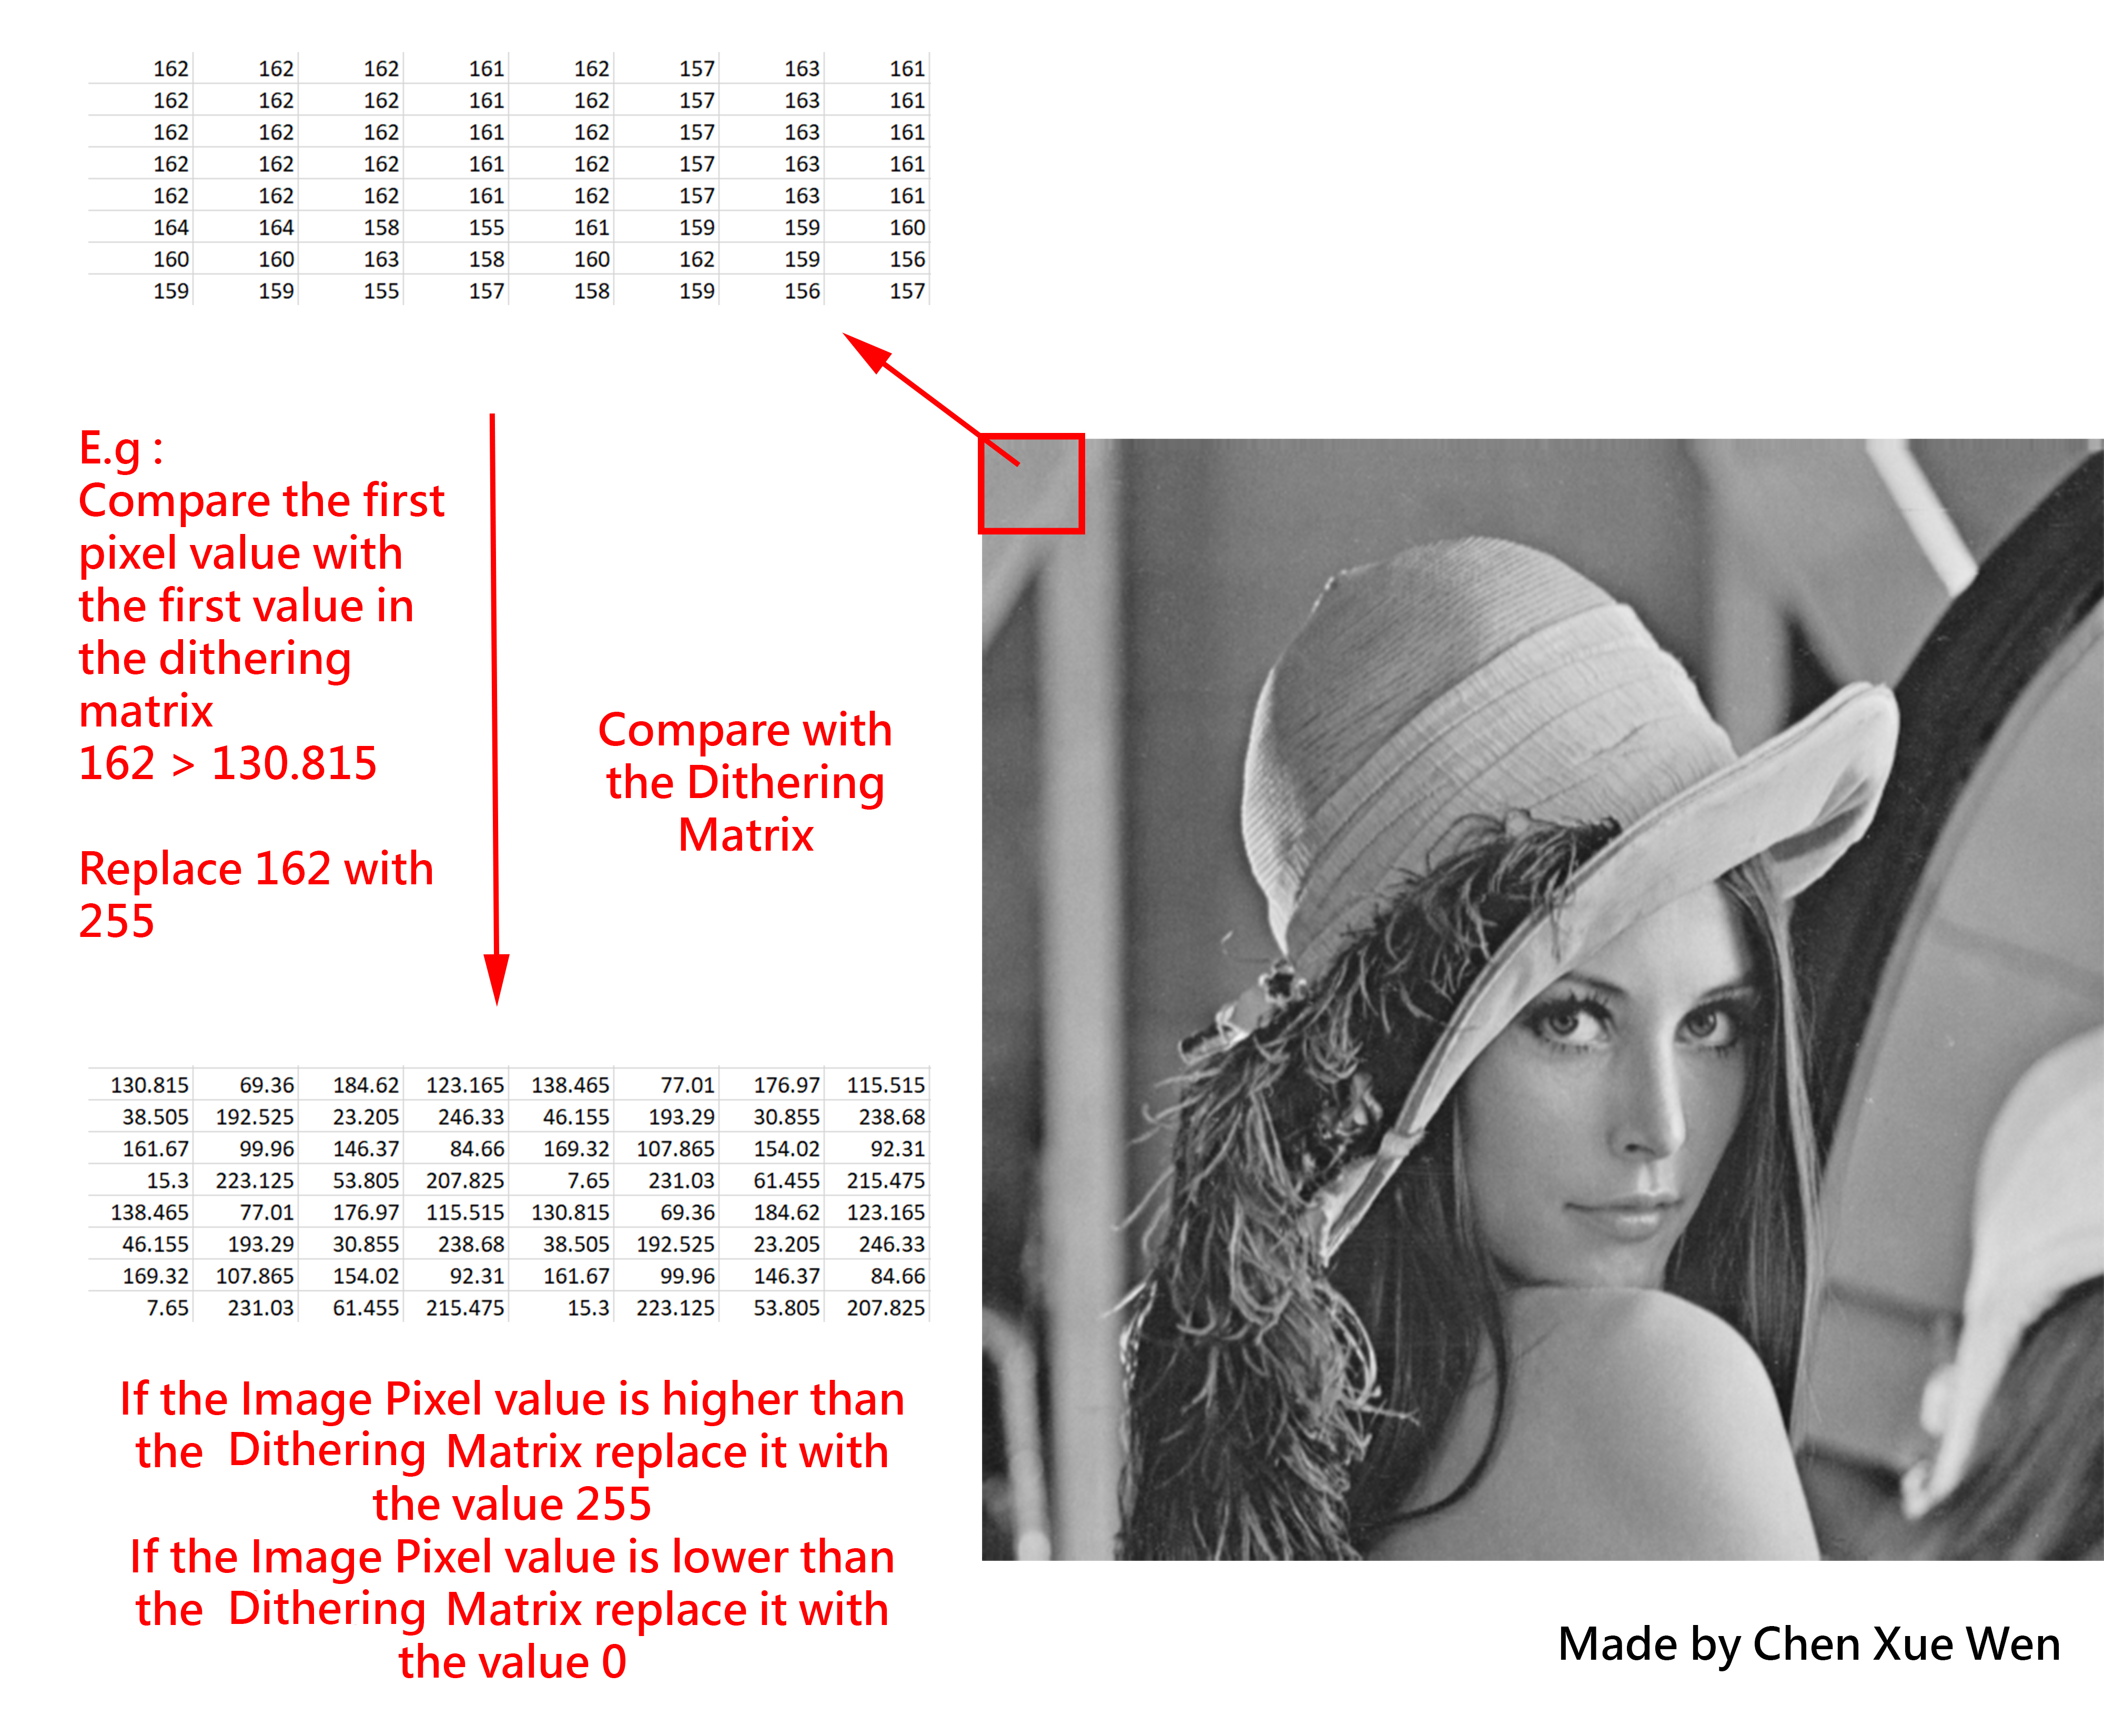 162 162 162 161 162 157 163 161
162 162 162 161 162 157 163 161
162 162 162 161 162 157 163 161
162 162 162 161 162 157 163 161
162 162 162 161 162 157 163 161
164 164 158 155 161 159 159 160
160 160 163 158 160 162 159 156
159 159 155 157 158 159 156 157
E.g :
Compare the first
pixel value with
the first value in
the dithering
matrix
162 > 130.815
Replace 162 with
255
Compare with
the Dithering
Matrix
130.815 69.36 184.62 123.165 138.465 77.01 176.97 115.515
38.505 192.525 23.205 246.33 46.155 193.29 30.855 238.68
161.67 99.96 146.37 84.66 169.32 107.865 154.02 92.31
15.3 223.125 53.805 207.825 7.65 231.03 61.455 215.475
138.465 77.01 176.97 115.515 130.815 69.36 184.62 123.165
46.155 193.29 30.855 238.68 38.505 192.525 23.205 246.33
169.32 107.865 154.02 92.31 161.67 99.96 146.37 84.66
7.65 231.03 61.455 215.475 15.3 223.125 53.805 207.825
If the Image Pixel value is higher than
the Dithering Matrix replace it with
the value 255
If the Image Pixel value is lower than
the Dithering Matrix replace it with
the value 0
Made by Chen Xue Wen